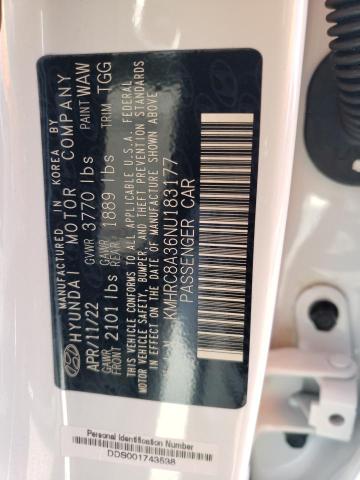 MANUFACTURED IN KOREA BY
HYUNDAI MOTOR COMPANY
APR/11/22 GVWR 3770 lbs PAINT WAW
GAWR FRONT 2101 lbs GAWR REAR 1889 lbs TRIM TGG
THIS VEHICLE CONFORMS TO ALL APPLICABLE U.S.A. FEDERAL
MOTOR VEHICLE SAFETY, BUMPER, AND THEFT PREVENTION STANDARDS
IN EFFECT ON THE DATE OF MANUFACTURE SHOWN ABOVE.
KMHRC8A36NU183177
PASSENGER CAR
Personal Identification Number
DDS001743598